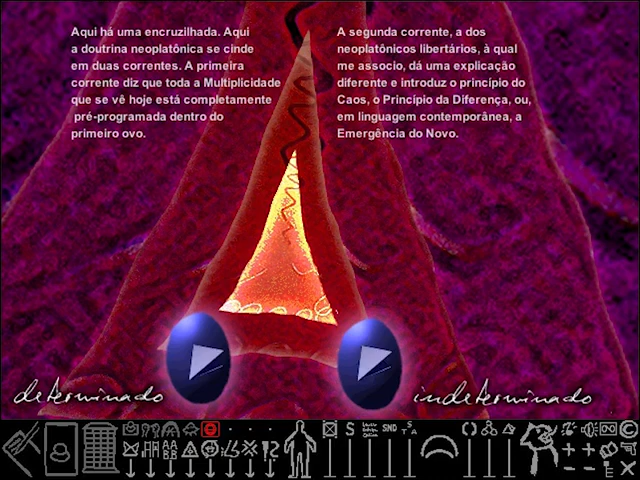 Aqui há uma encruzilhada. Aqui
a doutrina neoplatônica se cinde
em duas correntes. A primeira
corrente diz que toda a Multiplicidade
que se vê hoje está completamente
pré-programada dentro do
primeiro ovo.
A segunda corrente, a dos
neoplatônicos libertários, à qual
me associo, dá uma explicação
diferente e introduz o princípio do
Caos, o Princípio da Diferença, ou,
em linguagem contemporânea, a
Emergência do Novo.
determinado
indeterminado